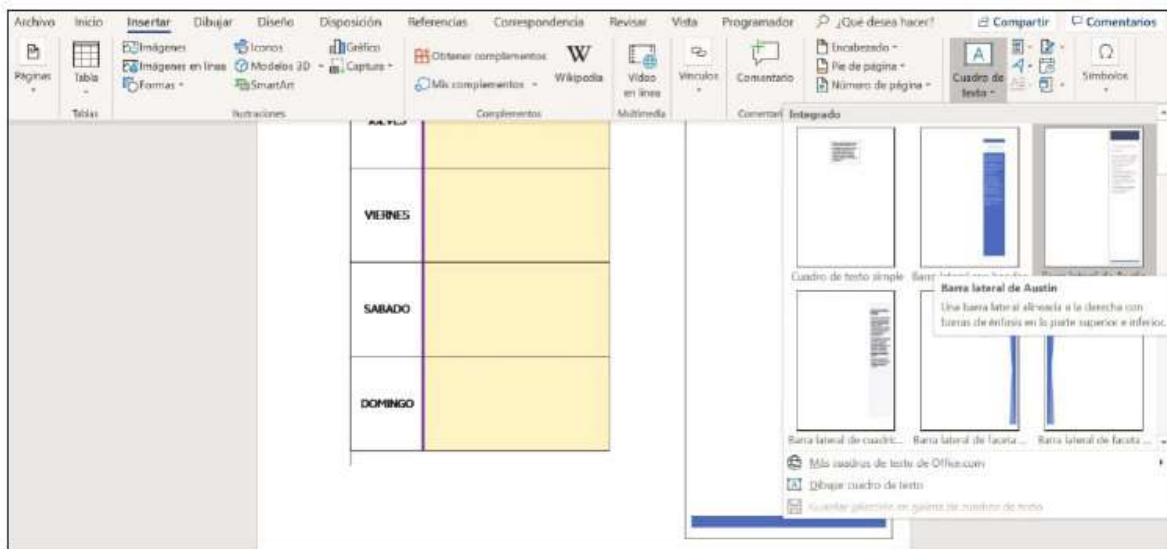 Archivo Inicio Insertar Dibujar Diseño Disposición Referencias Correspondencia Revisar Vista Programador ¿Qué desea hacer? Compartir Comentarios
Imágenes Iconos Gráfico Obtener complementos W Encabezado A
Páginas Tabla Imágenes en línea Modelos 3D Captura Mis complementos Wikipedia Vídeo en línea Vínculos Comentario Pie de página Cuadro de texto Símbolos
Formas SmartArt Número de página
Tablas Ilustraciones Complementos Multimedia Comentari Integrado
JUEVES
VIERNES
SABADO
DOMINGO
Cuadro de texto simple
Barra lateral de Austin
Una barra lateral alineada a la derecha con
barras de énfasis en la parte superior e inferior.
Barra lateral de cuadríc... Barra lateral de faceta ... Barra lateral de faceta ...
Más cuadros de texto de Office.com
Dibujar cuadro de texto
Guardar selección en galería de cuadros de texto